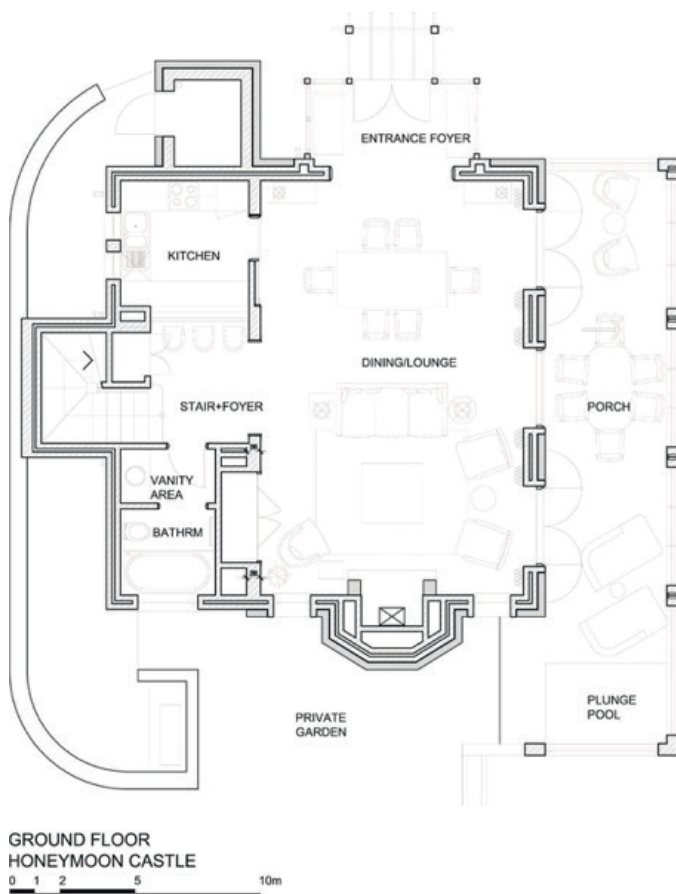 ENTRANCE FOYER
KITCHEN
DINING/LOUNGE
STAIR+FOYER
PORCH
VANITY
AREA
BATHRM
PLUNGE
POOL
PRIVATE
GARDEN
GROUND FLOOR
HONEYMOON CASTLE
0 1 2 5 10m